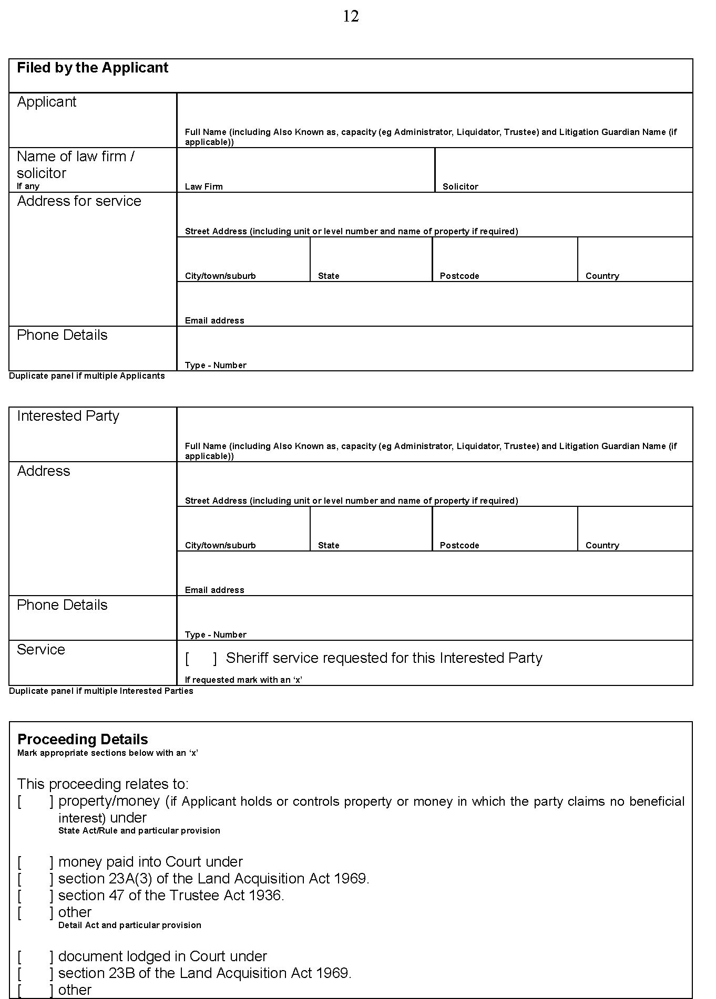 12
Filed by the Applicant
Applicant
Full Name (including Also Known as, capacity (eg Administrator, Liquidator, Trustee) and Litigation Guardian Name (if
applicable))
Name of law firm /
solicitor
If any
Law Firm
Solicitor
Address for service
Street Address (including unit or level number and name of property if required)
City/town/suburb
State
Postcode
Country
Email address
Phone Details
Type - Number
Duplicate panel if multiple Applicants
Interested Party
Full Name (including Also Known as, capacity (eg Administrator, Liquidator, Trustee) and Litigation Guardian Name (if
applicable))
Address
Street Address (including unit or level number and name of property if required)
City/town/suburb
State
Postcode
Country
Email address
Phone Details
Type - Number
Service
[ ] Sheriff service requested for this Interested Party
If requested mark with an ‘x’
Duplicate panel if multiple Interested Parties
Proceeding Details
Mark appropriate sections below with an ‘x’
This proceeding relates to:
[ ] property/money (if Applicant holds or controls property or money in which the party claims no beneficial
interest) under
State Act/Rule and particular provision
[ ] money paid into Court under
[ ] section 23A(3) of the Land Acquisition Act 1969.
[ ] section 47 of the Trustee Act 1936.
[ ] other
Detail Act and particular provision
[ ] document lodged in Court under
[ ] section 23B of the Land Acquisition Act 1969.
[ ] other